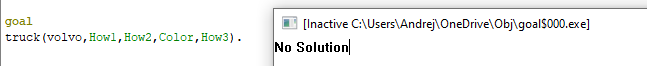 goal
truck(volvo,How1,How2,Color,How3).
[Inactive C:\Users\Andrej\OneDrive\Obj\goal$000.exe]
No Solution